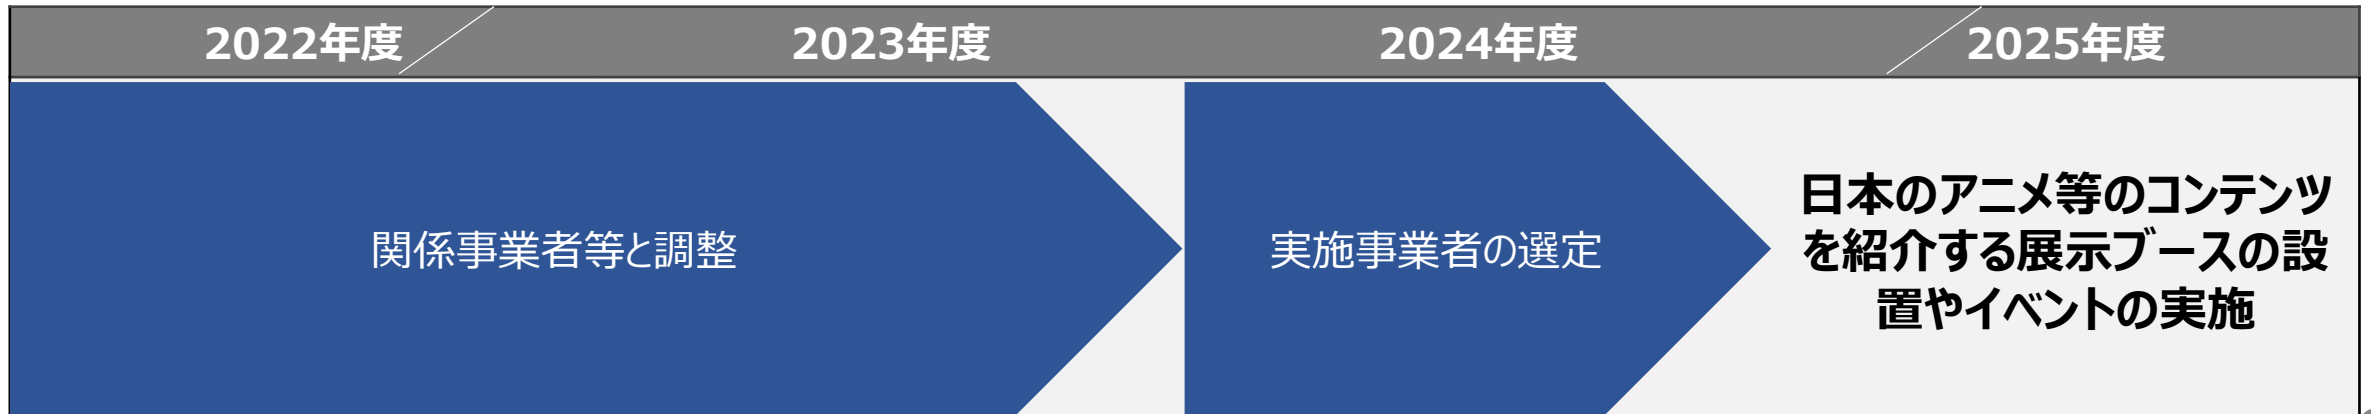 2022年度 2023年度 2024年度 2025年度
関係事業者等と調整
実施事業者の選定
日本のアニメ等のコンテンツ
を紹介する展示ブースの設
置やイベントの実施